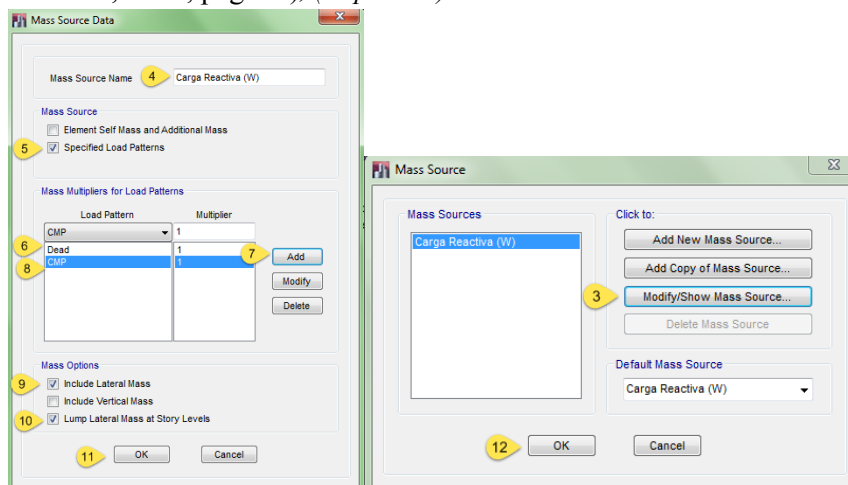 Mass Source Data
Mass Source Name 4 Carga Reactiva (W)
Mass Source
Element Self Mass and Additional Mass
5 Specified Load Patterns
Mass Multipliers for Load Patterns
Load Pattern Multiplier
CMP 1
6 Dead 1
8 CMP 1
7 Add
Modify
Delete
Mass Options
9 Include Lateral Mass
Include Vertical Mass
10 Lump Lateral Mass at Story Levels
11 OK Cancel
Mass Source
Mass Sources
Carga Reactiva (W)
Click to:
Add New Mass Source...
Add Copy of Mass Source...
3 Modify/Show Mass Source...
Delete Mass Source
Default Mass Source
Carga Reactiva (W)
12 OK Cancel